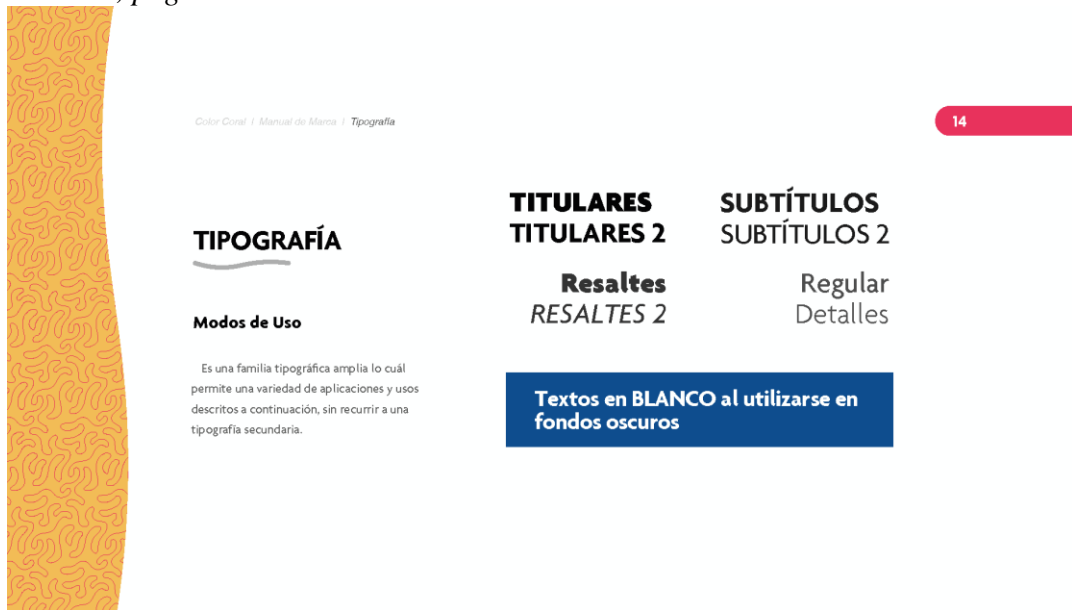 Color Coral | Manual de Marca | Tipografía
14
TIPOGRAFÍA
Modos de Uso
Es una familia tipográfica amplia lo cuál
permite una variedad de aplicaciones y usos
descritos a continuación, sin recurrir a una
tipografía secundaria.
TITULARES
TITULARES 2
SUBTÍTULOS
SUBTÍTULOS 2
Resaltes
RESALTES 2
Regular
Detalles
Textos en BLANCO al utilizarse en
fondos oscuros